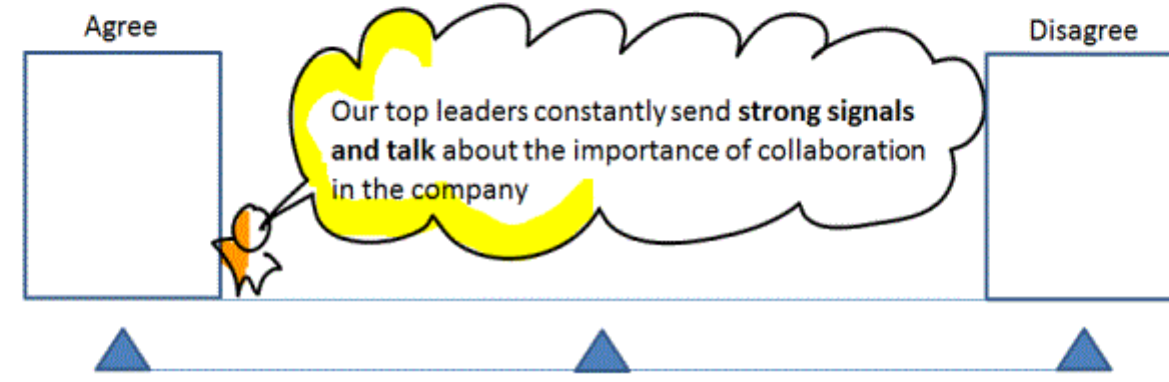 Agree
Disagree
Our top leaders constantly send strong signals
and talk about the importance of collaboration
in the company